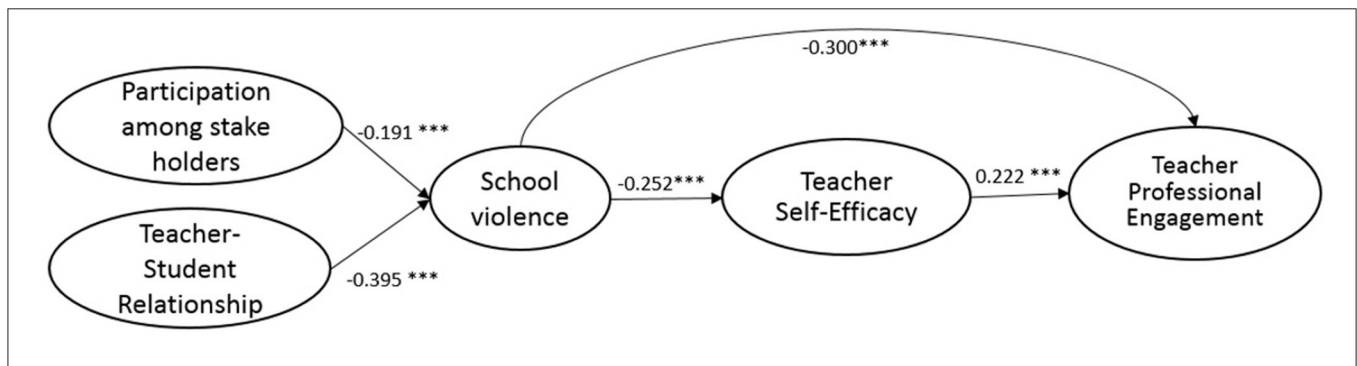 -0.300***
Participation
among stake
holders
-0.191 ***
School
violence
-0.252***
Teacher
Self-Efficacy
0.222 ***
Teacher
Professional
Engagement
Teacher-
Student
Relationship
-0.395 ***